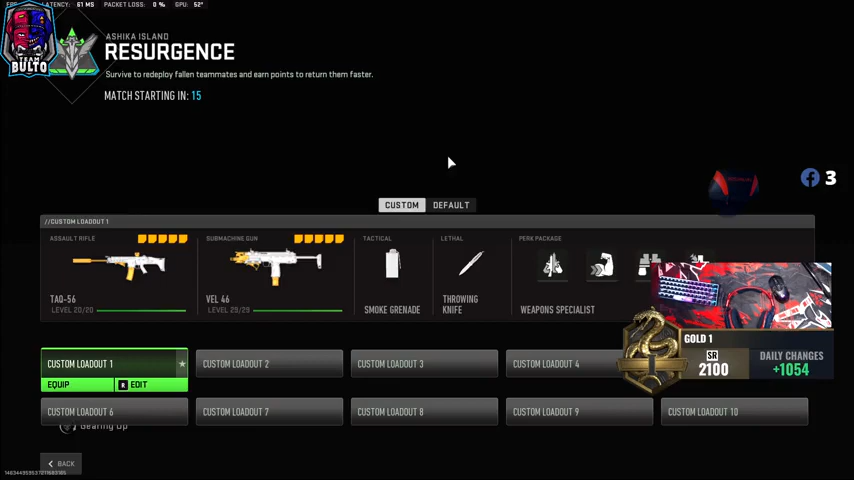 LATENCY: 61 MS PACKET LOSS: 0 % GPU: 52°
TEAM
BULTO
ASHIKA ISLAND
RESURGENCE
Survive to redeploy fallen teammates and earn points to return them faster.
MATCH STARTING IN: 15
3
CUSTOM DEFAULT
//CUSTOM LOADOUT 1
ASSAULT RIFLE SUBMACHINE GUN TACTICAL LETHAL PERK PACKAGE
TAQ-56 VEL 46 SMOKE GRENADE THROWING KNIFE WEAPONS SPECIALIST
LEVEL 20/20 LEVEL 29/29
GOLD 1
SR
2100
DAILY CHANGES
+1054
CUSTOM LOADOUT 1 CUSTOM LOADOUT 2 CUSTOM LOADOUT 3 CUSTOM LOADOUT 4
EQUIP R EDIT
CUSTOM LOADOUT 6 CUSTOM LOADOUT 7 CUSTOM LOADOUT 8 CUSTOM LOADOUT 9 CUSTOM LOADOUT 10
Gearing Up
BACK